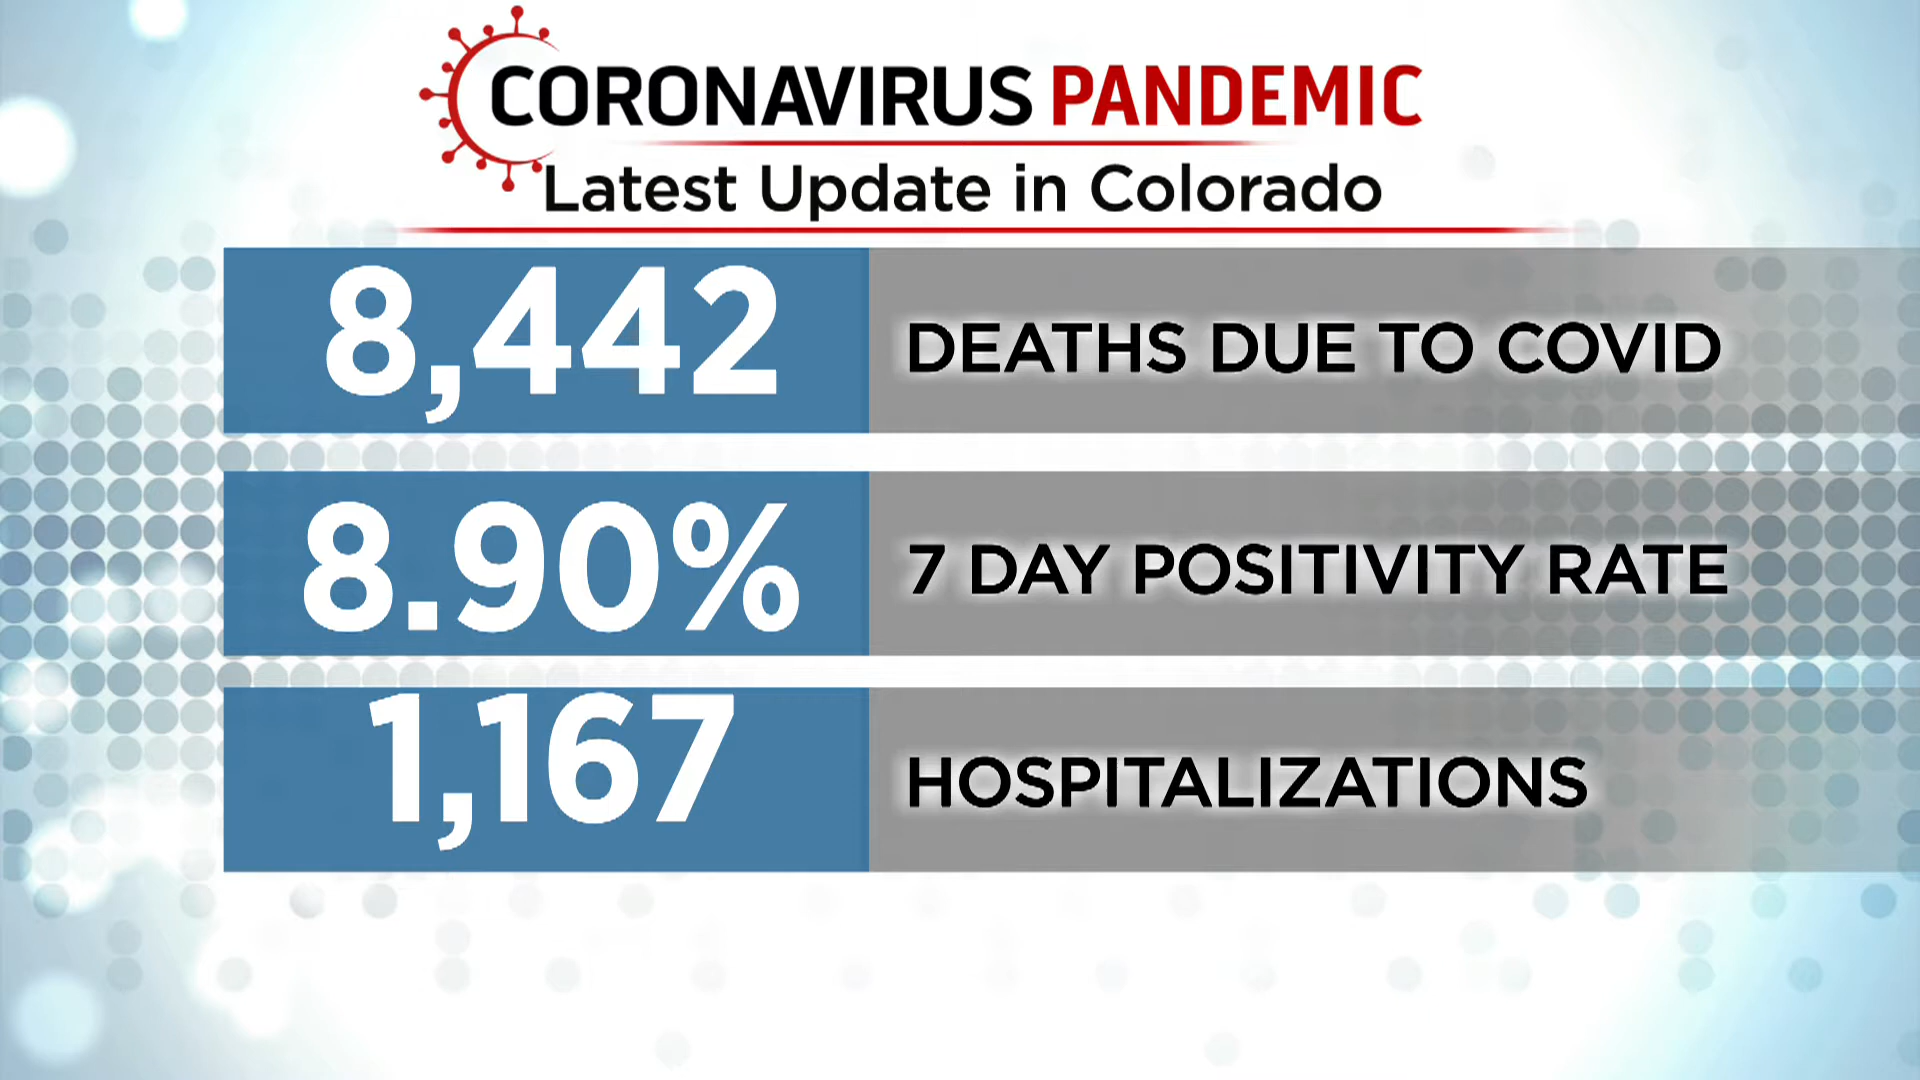 CORONAVIRUS PANDEMIC
Latest Update in Colorado
8,442 DEATHS DUE TO COVID
8.90% 7 DAY POSITIVITY RATE
1,167 HOSPITALIZATIONS